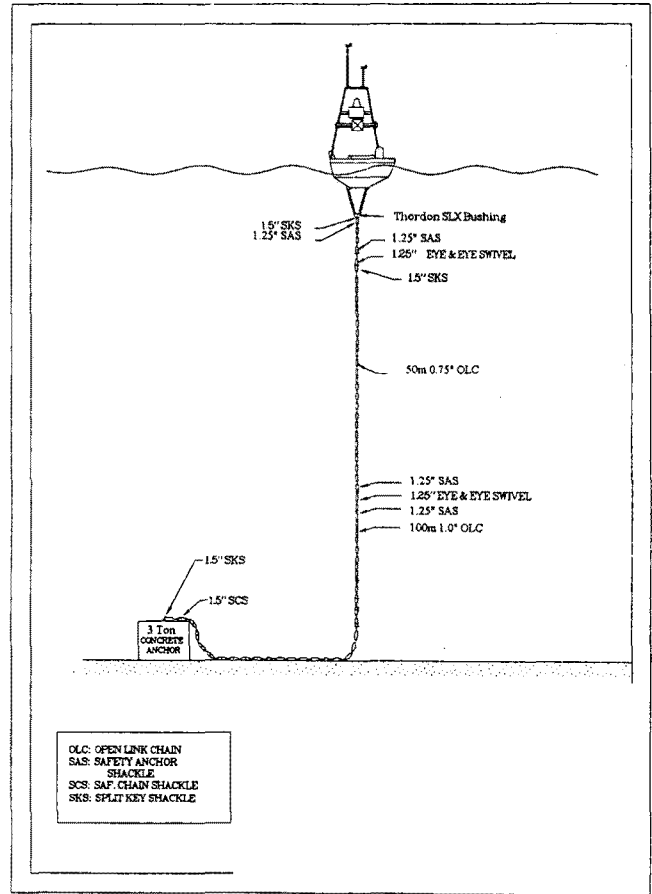 Thordon SLX Bushing
1.5" SKS
1.25" SAS
1.25" SAS
1.25" EYE & EYE SWIVEL
1.5" SKS
50m 0.75" OLC
1.25" SAS
1.25" EYE & EYE SWIVEL
1.25" SAS
100m 1.0" OLC
1.5" SKS
1.5" SCS
3 Ton
CONCRETE
ANCHOR
OLC: OPEN LINK CHAIN
SAS: SAFETY ANCHOR
SHACKLE
SCS: SAF. CHAIN SHACKLE
SKS: SPLIT KEY SHACKLE